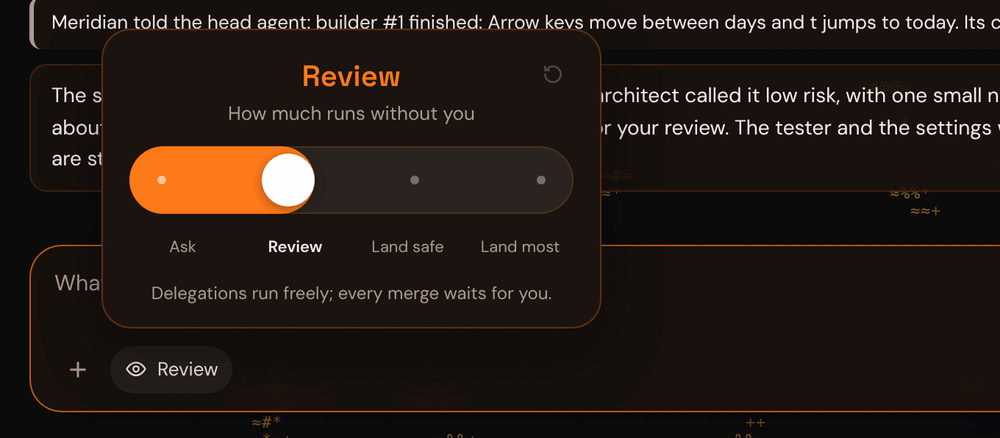 Meridian told the head agent: builder #1 finished: Arrow keys move between days and t jumps to today. Its
Review
How much runs without you
The architect called it low risk, with one small
about or your review. The tester and the settings
are
Ask Review Land safe Land most
Delegations run freely; every merge waits for you.
Review